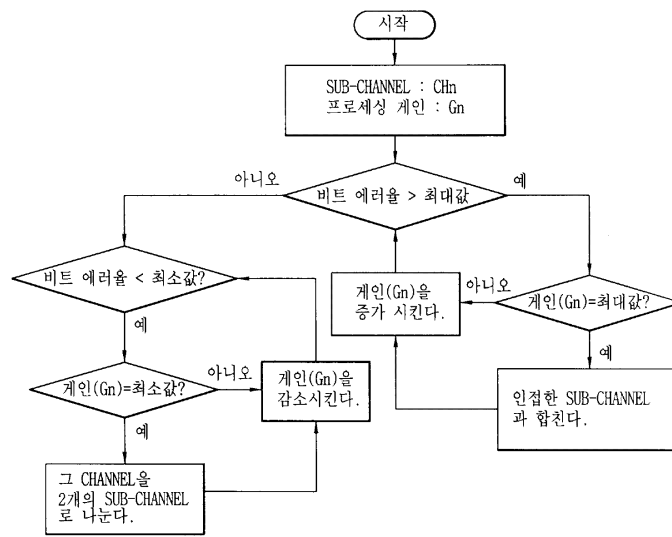 시작
SUB-CHANNEL : CHn
프로세싱 게인 : Gn
아니오
비트 에러율 > 최대값
예
비트 에러율 < 최소값?
게인(Gn)을
증가 시킨다.
아니오
게인(Gn)=최대값?
예
예
게인(Gn)=최소값?
아니오
게인(Gn)을
감소시킨다.
인접한 SUB-CHANNEL
과 합친다.
예
그 CHANNEL을
2개의 SUB-CHANNEL
로 나눈다.